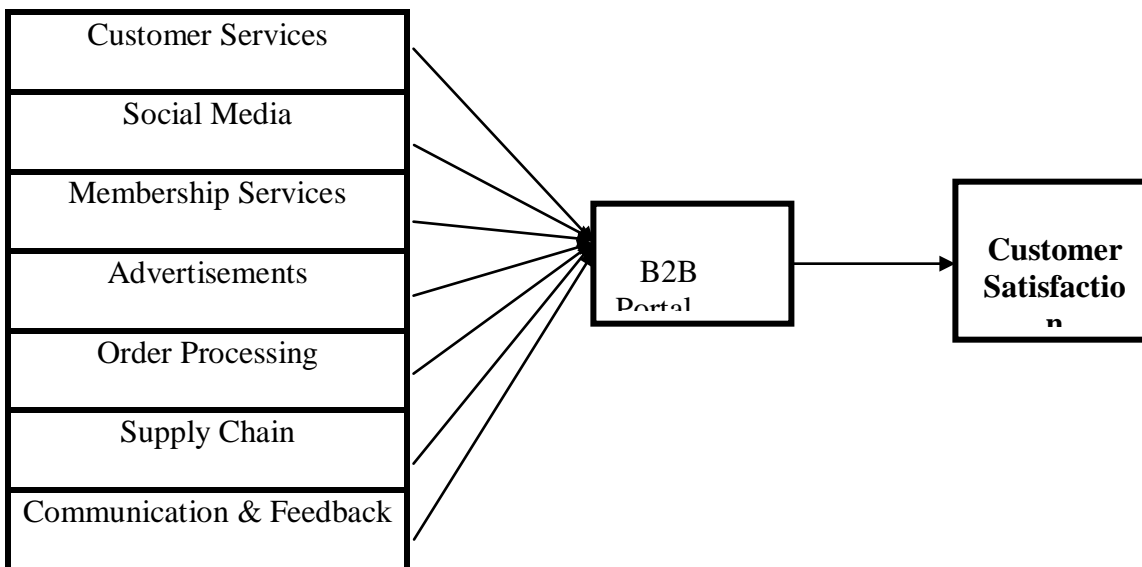 Customer Services
Social Media
Membership Services
Advertisements
Order Processing
Supply Chain
Communication & Feedback
B2B
Portal
Customer
Satisfactio
n